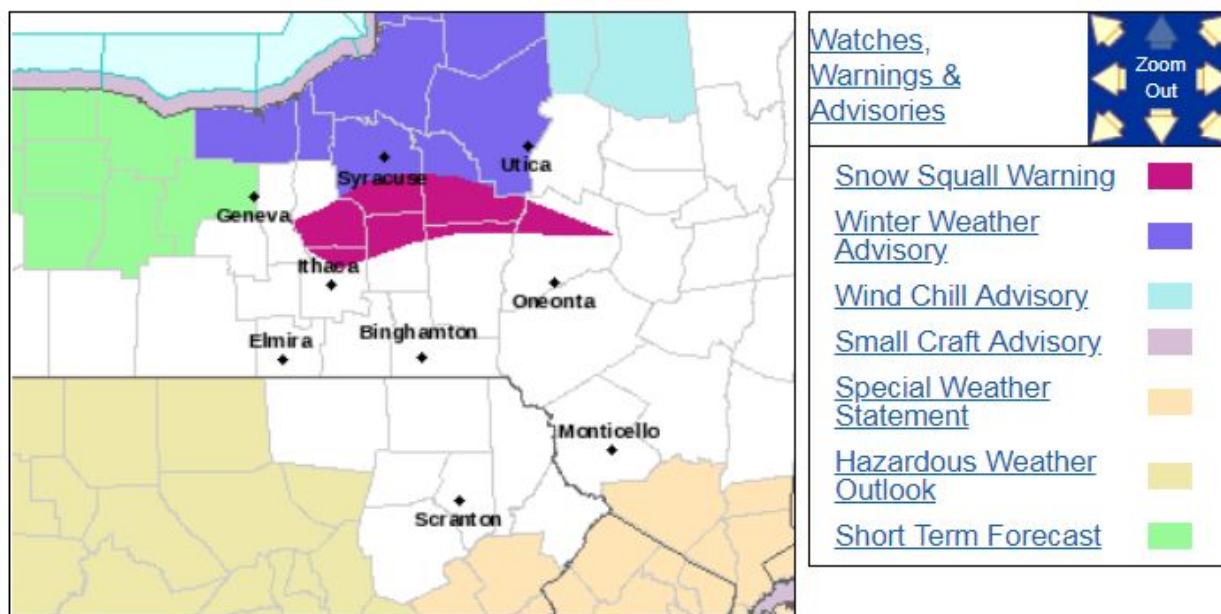 Syracuse
Utica
Geneva
Ithaca
Oneonta
Elmira
Binghamton
Monticello
Scranton
Watches,
Warnings &
Advisories
Zoom
Out
Snow Squall Warning
Winter Weather
Advisory
Wind Chill Advisory
Small Craft Advisory
Special Weather
Statement
Hazardous Weather
Outlook
Short Term Forecast